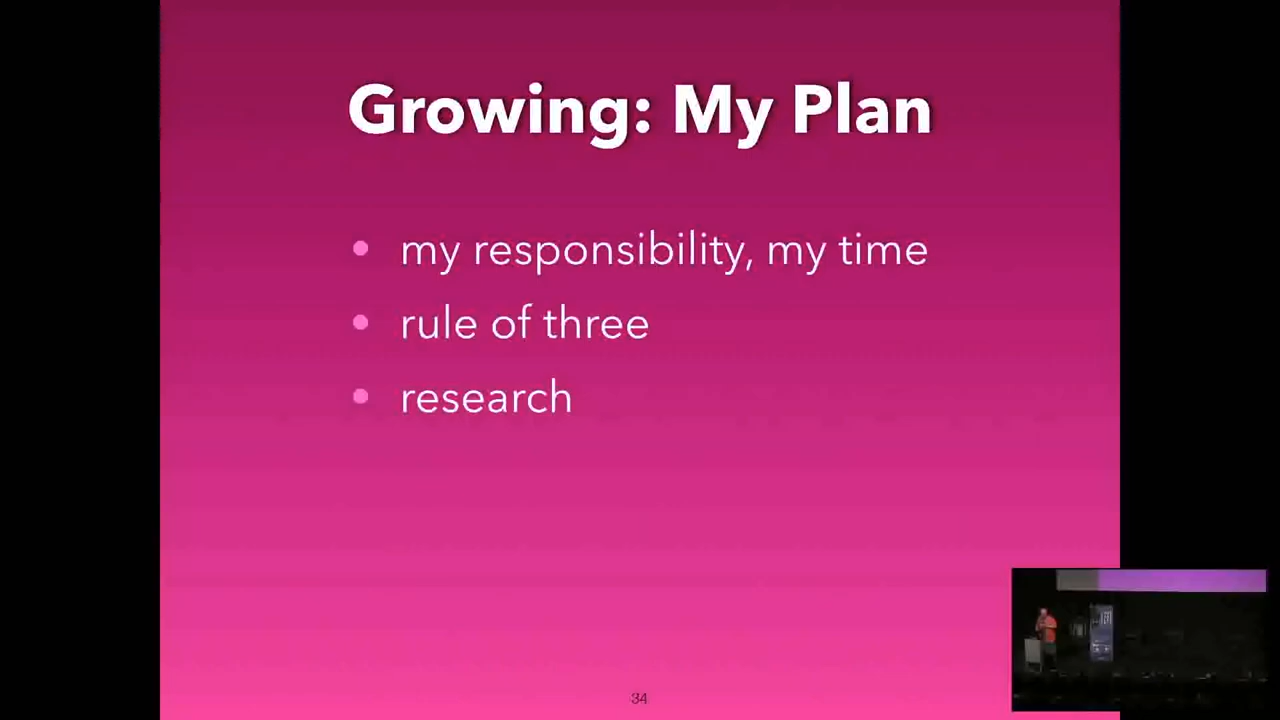 Growing: My Plan
• my responsibility, my time
• rule of three
• research
34